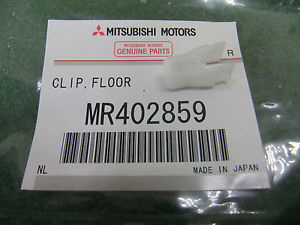 MITSUBISHI MOTORS
MITSUBISHI MOTORS
GENUINE PARTS
R
CLIP, FLOOR
MR402859
NL
MADE IN JAPAN